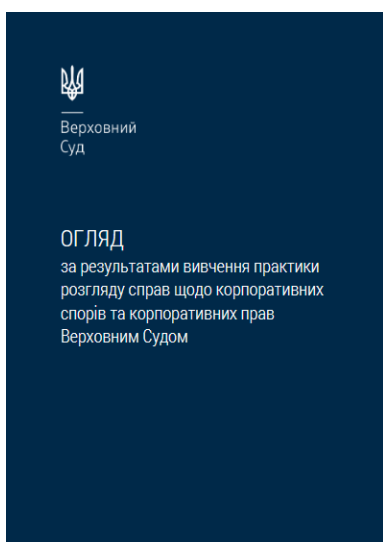 Верховний
Суд
ОГЛЯД
за результатами вивчення практики
розгляду справ щодо корпоративних
спорів та корпоративних прав
Верховним Судом